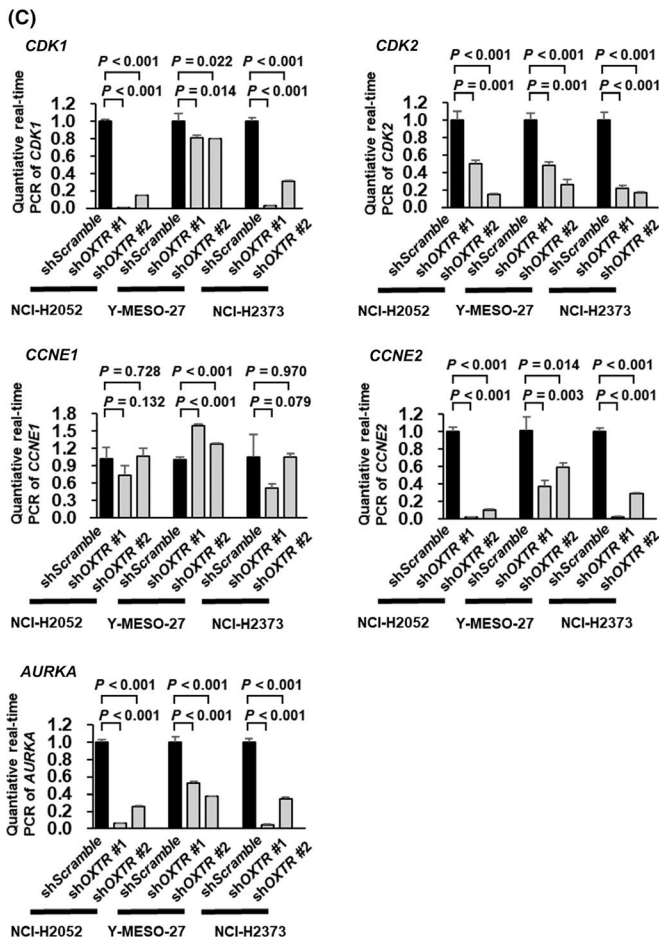 (C)
CDK1
P < 0.001 P = 0.022 P < 0.001
P < 0.001 P = 0.014 P < 0.001
Quantiative real-time
PCR of CDK1
1.2
1.0
0.8
0.6
0.4
0.2
0.0
shScramble
shOXTR #1
shOXTR #2
shScramble
shOXTR #1
shOXTR #2
shScramble
shOXTR #1
shOXTR #2
NCI-H2052 Y-MESO-27 NCI-H2373
CDK2
P < 0.001 P < 0.001 P < 0.001
P = 0.001 P = 0.001 P < 0.001
Quantiative real-time
PCR of CDK2
1.2
1.0
0.8
0.6
0.4
0.2
0.0
shScramble
shOXTR #1
shOXTR #2
shScramble
shOXTR #1
shOXTR #2
shScramble
shOXTR #1
shOXTR #2
NCI-H2052 Y-MESO-27 NCI-H2373
CCNE1
P = 0.728 P < 0.001 P = 0.970
P = 0.132 P < 0.001 P = 0.079
Quantiative real-time
PCR of CCNE1
1.8
1.5
1.2
0.9
0.6
0.3
0.0
shScramble
shOXTR #1
shOXTR #2
shScramble
shOXTR #1
shOXTR #2
shScramble
shOXTR #1
shOXTR #2
NCI-H2052 Y-MESO-27 NCI-H2373
CCNE2
P < 0.001 P = 0.014 P < 0.001
P < 0.001 P = 0.003 P < 0.001
Quantiative real-time
PCR of CCNE2
1.2
1.0
0.8
0.6
0.4
0.2
0.0
shScramble
shOXTR #1
shOXTR #2
shScramble
shOXTR #1
shOXTR #2
shScramble
shOXTR #1
shOXTR #2
NCI-H2052 Y-MESO-27 NCI-H2373
AURKA
P < 0.001 P < 0.001 P < 0.001
P < 0.001 P < 0.001 P < 0.001
Quantiative real-time
PCR of AURKA
1.2
1.0
0.8
0.6
0.4
0.2
0.0
shScramble
shOXTR #1
shOXTR #2
shScramble
shOXTR #1
shOXTR #2
shScramble
shOXTR #1
shOXTR #2
NCI-H2052 Y-MESO-27 NCI-H2373